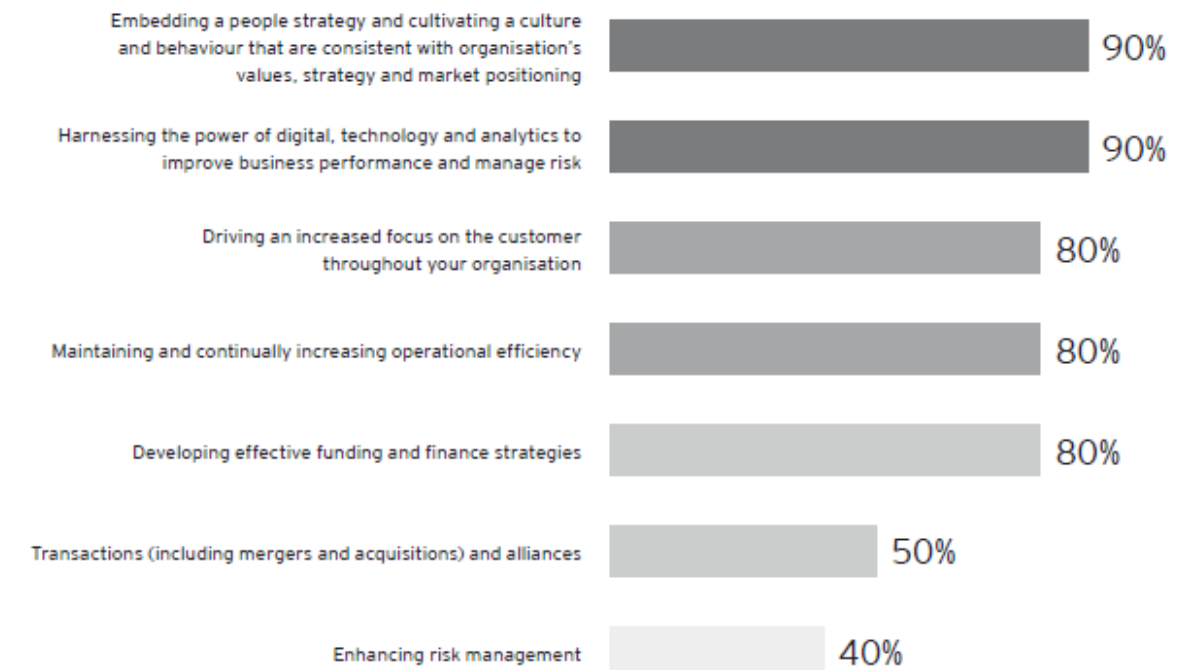 Embedding a people strategy and cultivating a culture
and behaviour that are consistent with organisation's
values, strategy and market positioning
90%
Harnessing the power of digital, technology and analytics to
improve business performance and manage risk
90%
Driving an increased focus on the customer
throughout your organisation
80%
Maintaining and continually increasing operational efficiency
80%
Developing effective funding and finance strategies
80%
Transactions (including mergers and acquisitions) and alliances
50%
Enhancing risk management
40%